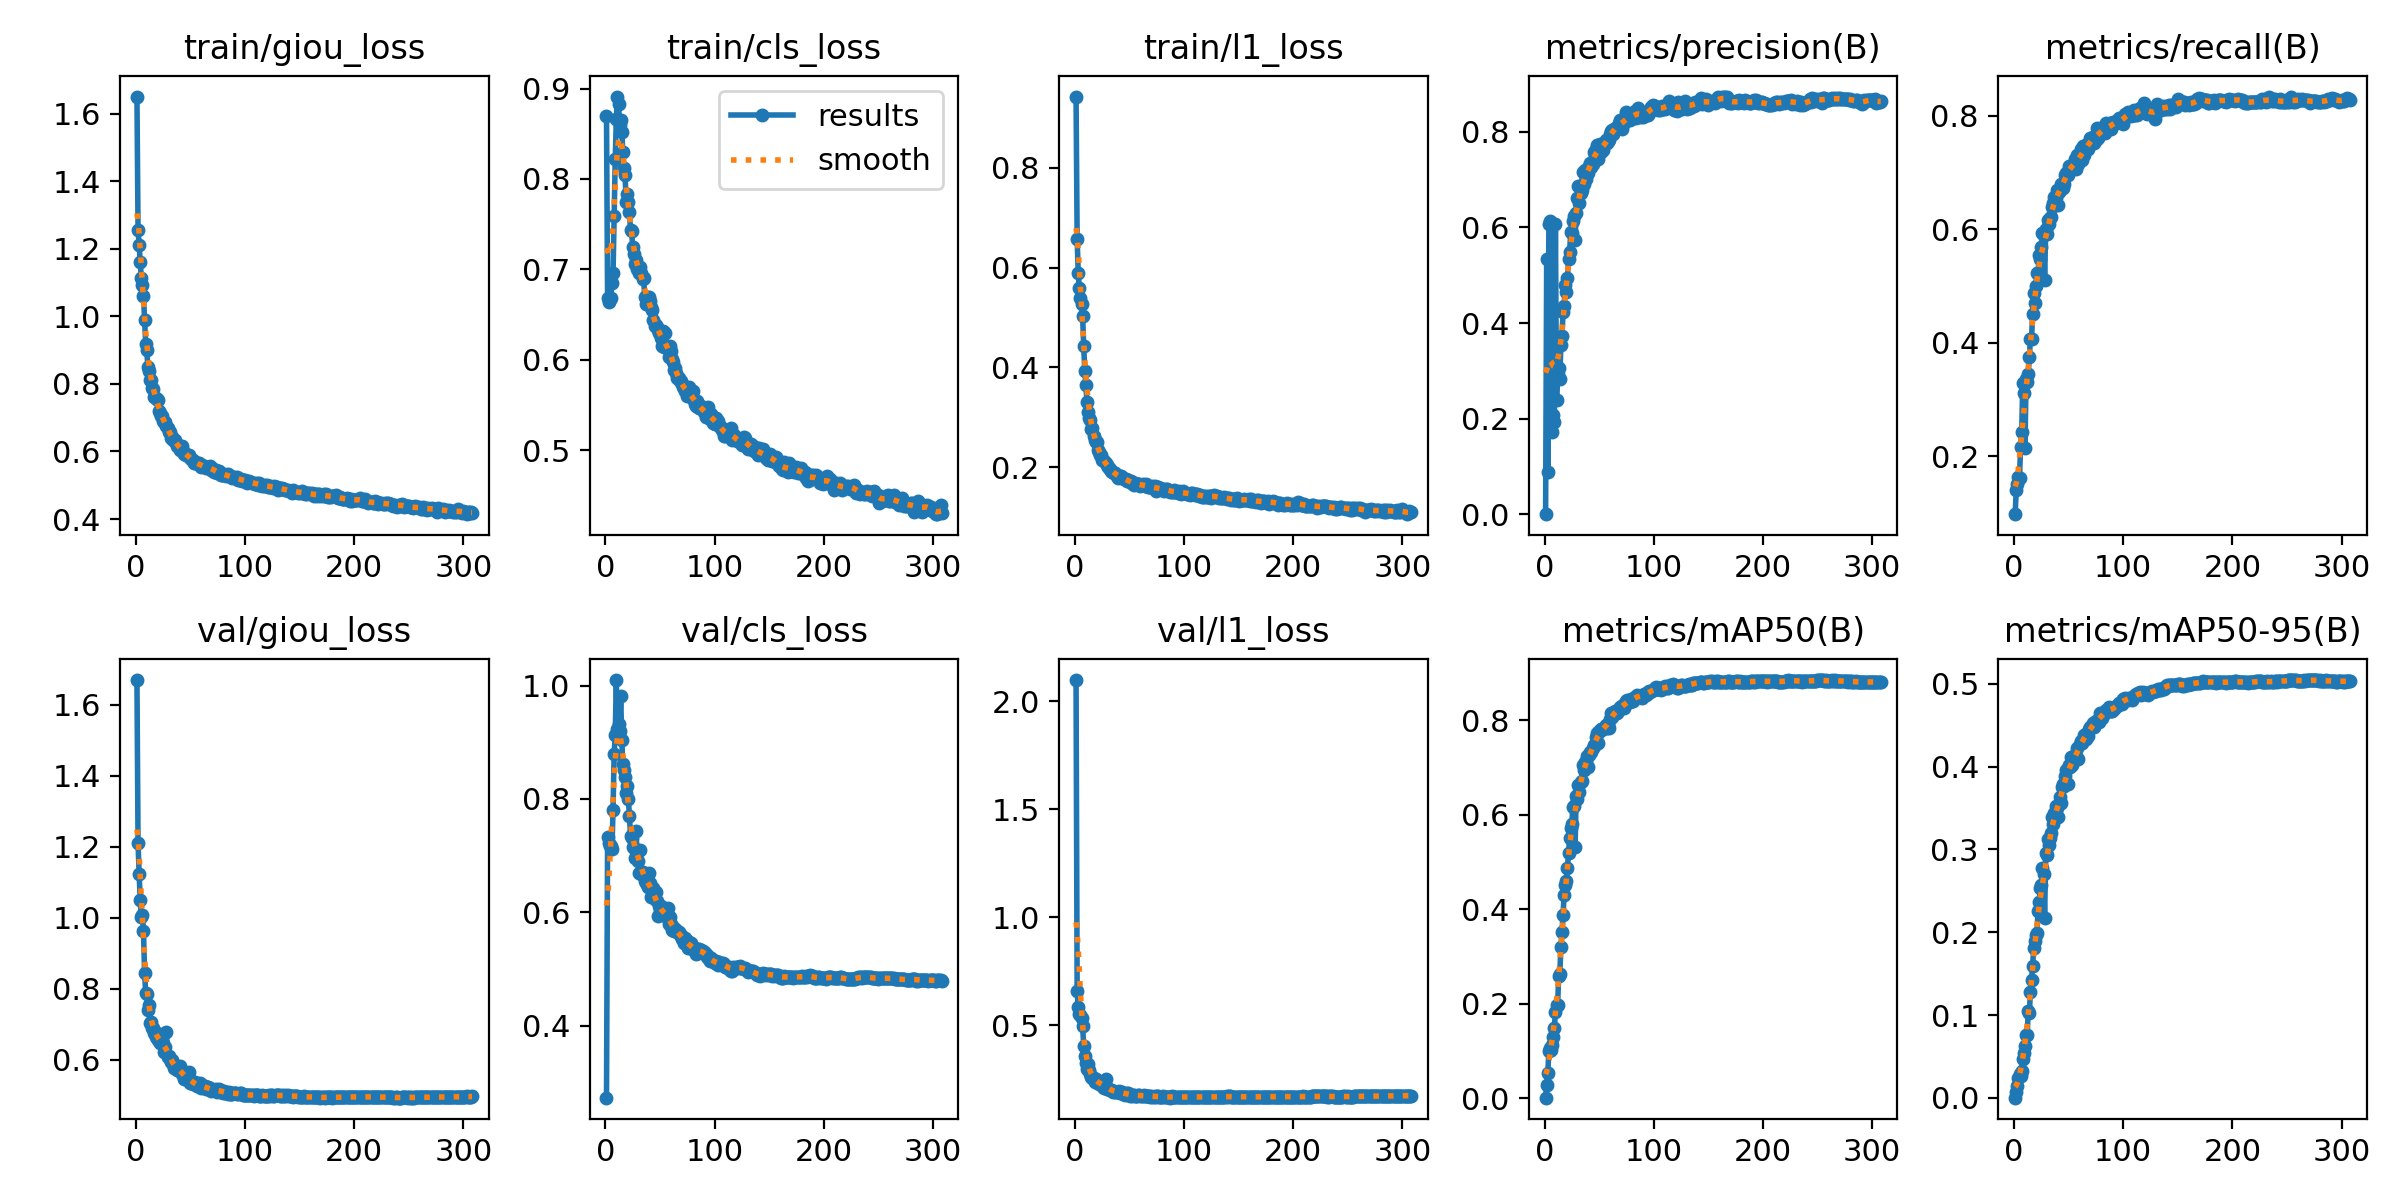 train/giou_loss
train/cls_loss
train/l1_loss
metrics/precision(B)
metrics/recall(B)
1.6
1.4
1.2
1.0
0.8
0.6
0.4
0 100 200 300
0.9
0.8
0.7
0.6
0.5
results
smooth
0 100 200 300
0.8
0.6
0.4
0.2
0 100 200 300
0.8
0.6
0.4
0.2
0.0
0 100 200 300
0.8
0.6
0.4
0.2
0 100 200 300
val/giou_loss
val/cls_loss
val/l1_loss
metrics/mAP50(B)
metrics/mAP50-95(B)
1.6
1.4
1.2
1.0
0.8
0.6
0 100 200 300
1.0
0.8
0.6
0.4
0 100 200 300
2.0
1.5
1.0
0.5
0 100 200 300
0.8
0.6
0.4
0.2
0.0
0 100 200 300
0.5
0.4
0.3
0.2
0.1
0.0
0 100 200 300